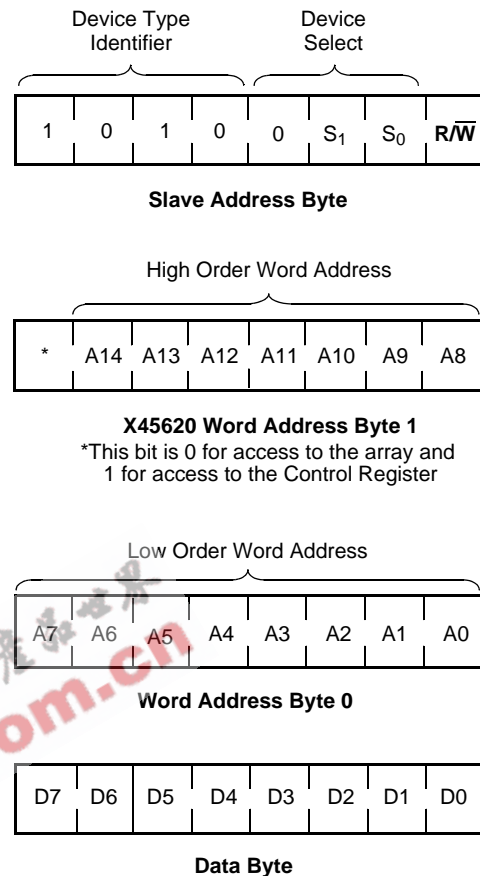 Device Type Device
Identifier Select
1 0 1 0 0 S₁ S₀ R/W̅
Slave Address Byte
High Order Word Address
* A14 A13 A12 A11 A10 A9 A8
X45620 Word Address Byte 1
*This bit is 0 for access to the array and
1 for access to the Control Register
Low Order Word Address
A7 A6 A5 A4 A3 A2 A1 A0
Word Address Byte 0
om.cn
D7 D6 D5 D4 D3 D2 D1 D0
Data Byte